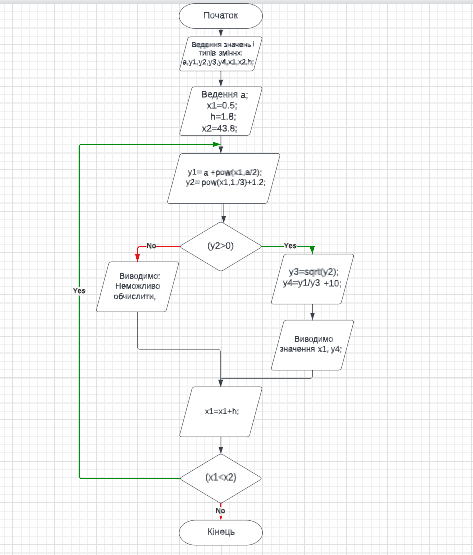 Початок
Ведення значень і
типів зміннх:
a,y1,y2,y3,y4,x1,x2,h;
Ведення a;
x1=0.5;
h=1.8;
x2=43.8;
y1= a +pow(x1,a/2);
y2= pow(x1,1./3)+1.2;
(y2>0)
No
Yes
Виводимо:
Неможливо
обчислити,
y3=sqrt(y2);
y4=y1/y3 +10;
Yes
Виводимо
значення x1, y4;
x1=x1+h;
(x1<x2)
No
Кінець